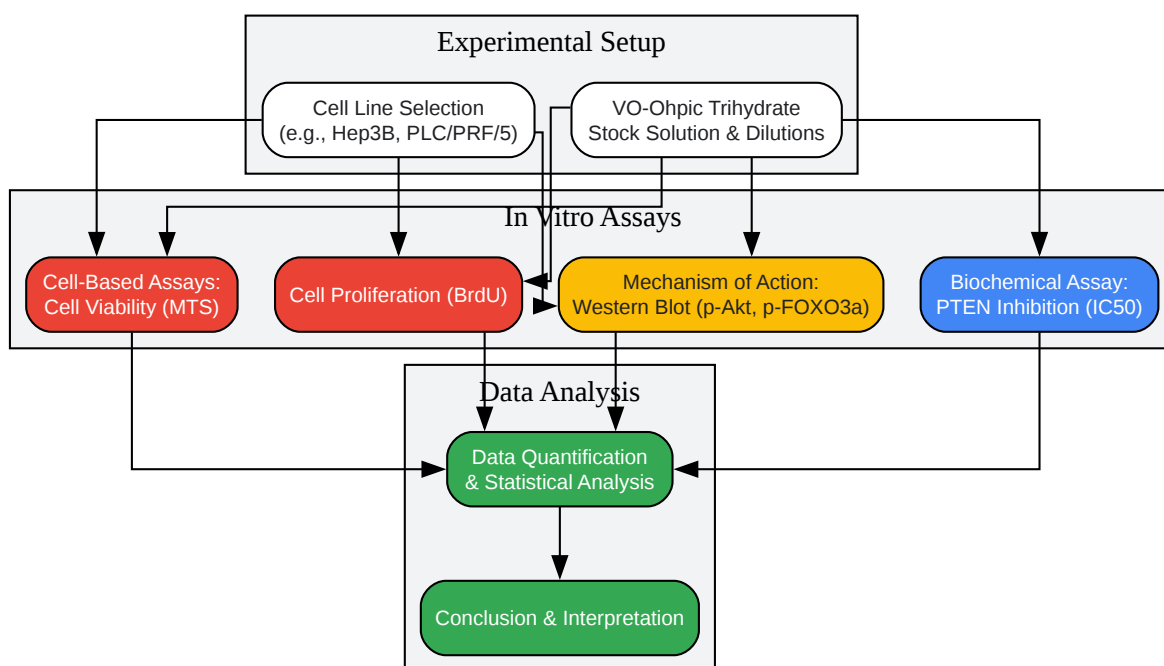 Experimental Setup
Cell Line Selection
(e.g., Hep3B, PLC/PRF/5)
VO-Ohpic Trihydrate
Stock Solution & Dilutions
In Vitro Assays
Cell-Based Assays:
Cell Viability (MTS)
Cell Proliferation (BrdU)
Mechanism of Action:
Western Blot (p-Akt, p-FOXO3a)
Biochemical Assay:
PTEN Inhibition (IC50)
Data Analysis
Data Quantification
& Statistical Analysis
Conclusion & Interpretation